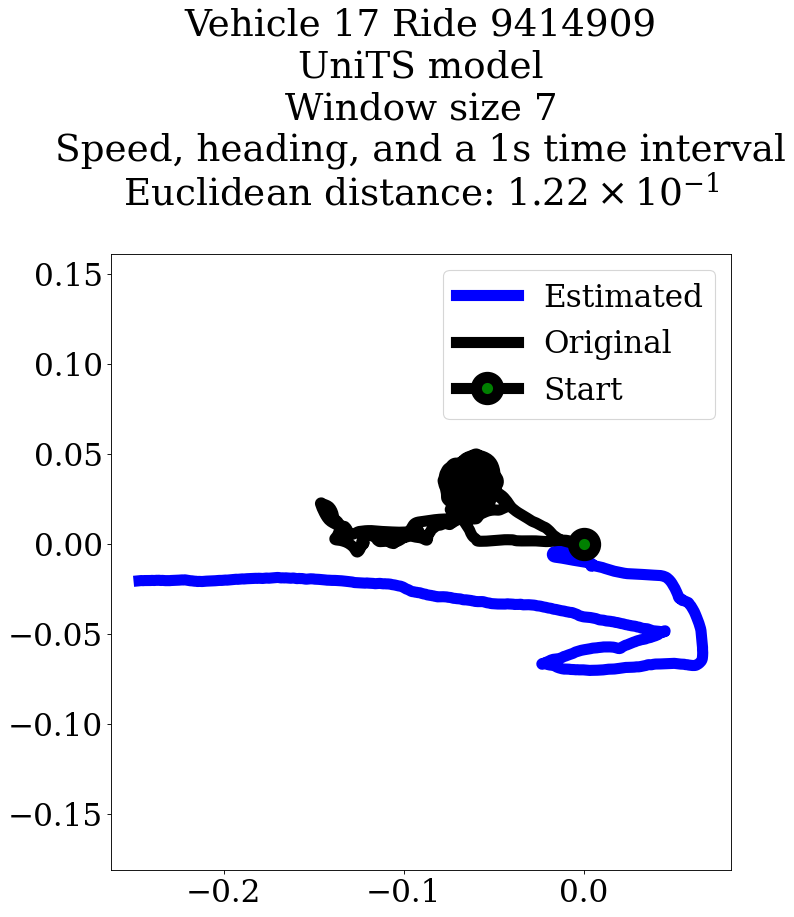 Vehicle 17 Ride 9414909
UniTS model
Window size 7
Speed, heading, and a 1s time interval
Euclidean distance: 1.22 × 10⁻¹
Estimated
Original
Start
0.15
0.10
0.05
0.00
−0.05
−0.10
−0.15
−0.2
−0.1
0.0